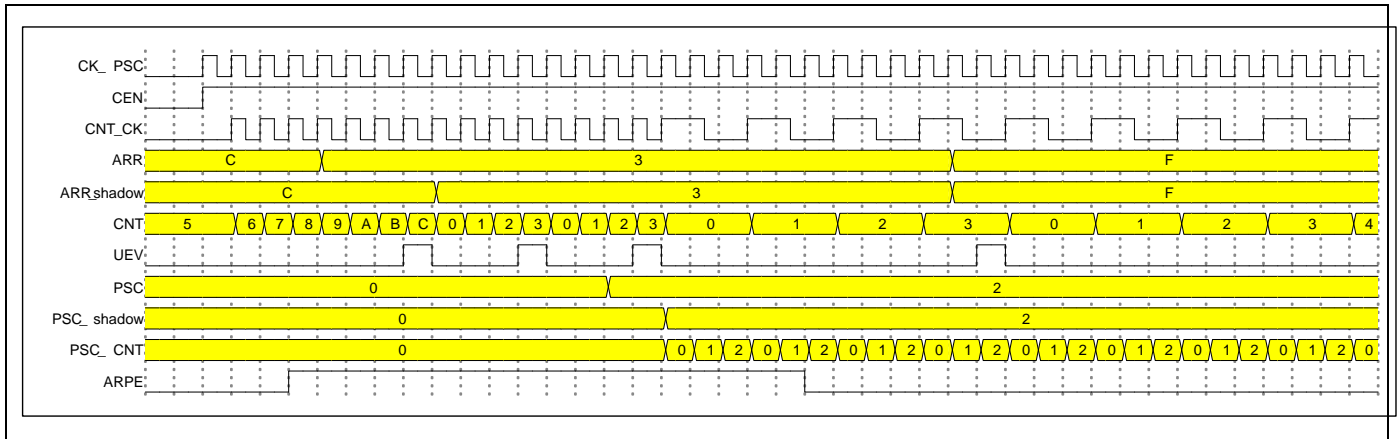 CK_ PSC
CEN
CNT_CK
ARR C 3 F
ARR_shadow C 3 F
CNT 5 6 7 8 9 A B C 0 1 2 3 0 1 2 3 0 1 2 3 0 1 2 3 4
UEV
PSC 0 2
PSC_ shadow 0 2
PSC_ CNT 0 0 1 2 0 1 2 0 1 2 0 1 2 0 1 2 0 1 2 0 1 2 0 1 2 0
ARPE